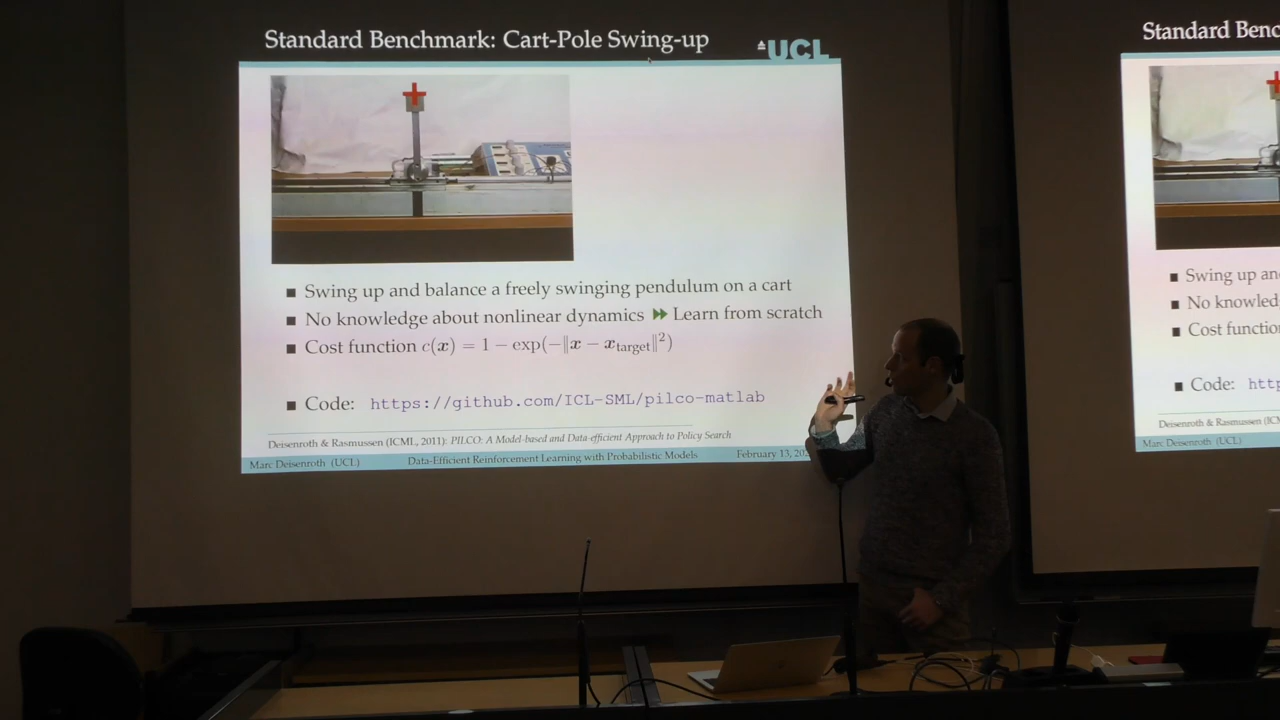 Standard Benchmark: Cart-Pole Swing-up
UCL
■ Swing up and balance a freely swinging pendulum on a cart
■ No knowledge about nonlinear dynamics ▶▶ Learn from scratch
■ Cost function c(x) = 1 − exp(−‖x − x_target‖²)
■ Code: https://github.com/ICL-SML/pilco-matlab
Deisenroth & Rasmussen (ICML, 2011): PILCO: A Model-based and Data-efficient Approach to Policy Search
Marc Deisenroth (UCL) Data-Efficient Reinforcement Learning with Probabilistic Models February 13, 20
Standard Benc
■ Swing up an
■ No knowled
■ Cost functio
■ Code: http
Deisenroth & Rasmussen (ICM
Marc Deisenroth (UCL)